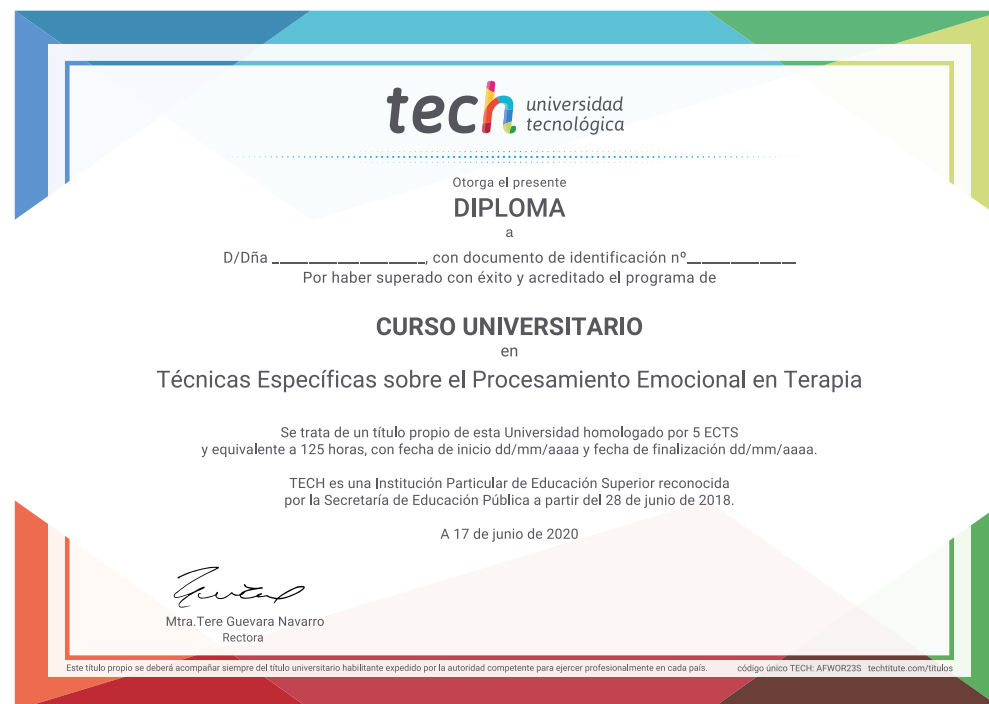 tech universidad
tecnológica
Otorga el presente
DIPLOMA
a
D/Dña ____________________, con documento de identificación nº______________
Por haber superado con éxito y acreditado el programa de
CURSO UNIVERSITARIO
en
Técnicas Específicas sobre el Procesamiento Emocional en Terapia
Se trata de un título propio de esta Universidad homologado por 5 ECTS
y equivalente a 125 horas, con fecha de inicio dd/mm/aaaa y fecha de finalización dd/mm/aaaa.
TECH es una Institución Particular de Educación Superior reconocida
por la Secretaría de Educación Pública a partir del 28 de junio de 2018.
A 17 de junio de 2020
Mtra.Tere Guevara Navarro
Rectora
Este título propio se deberá acompañar siempre del título universitario habilitante expedido por la autoridad competente para ejercer profesionalmente en cada país. código único TECH: AFWOR23S techtitute.com/titulos